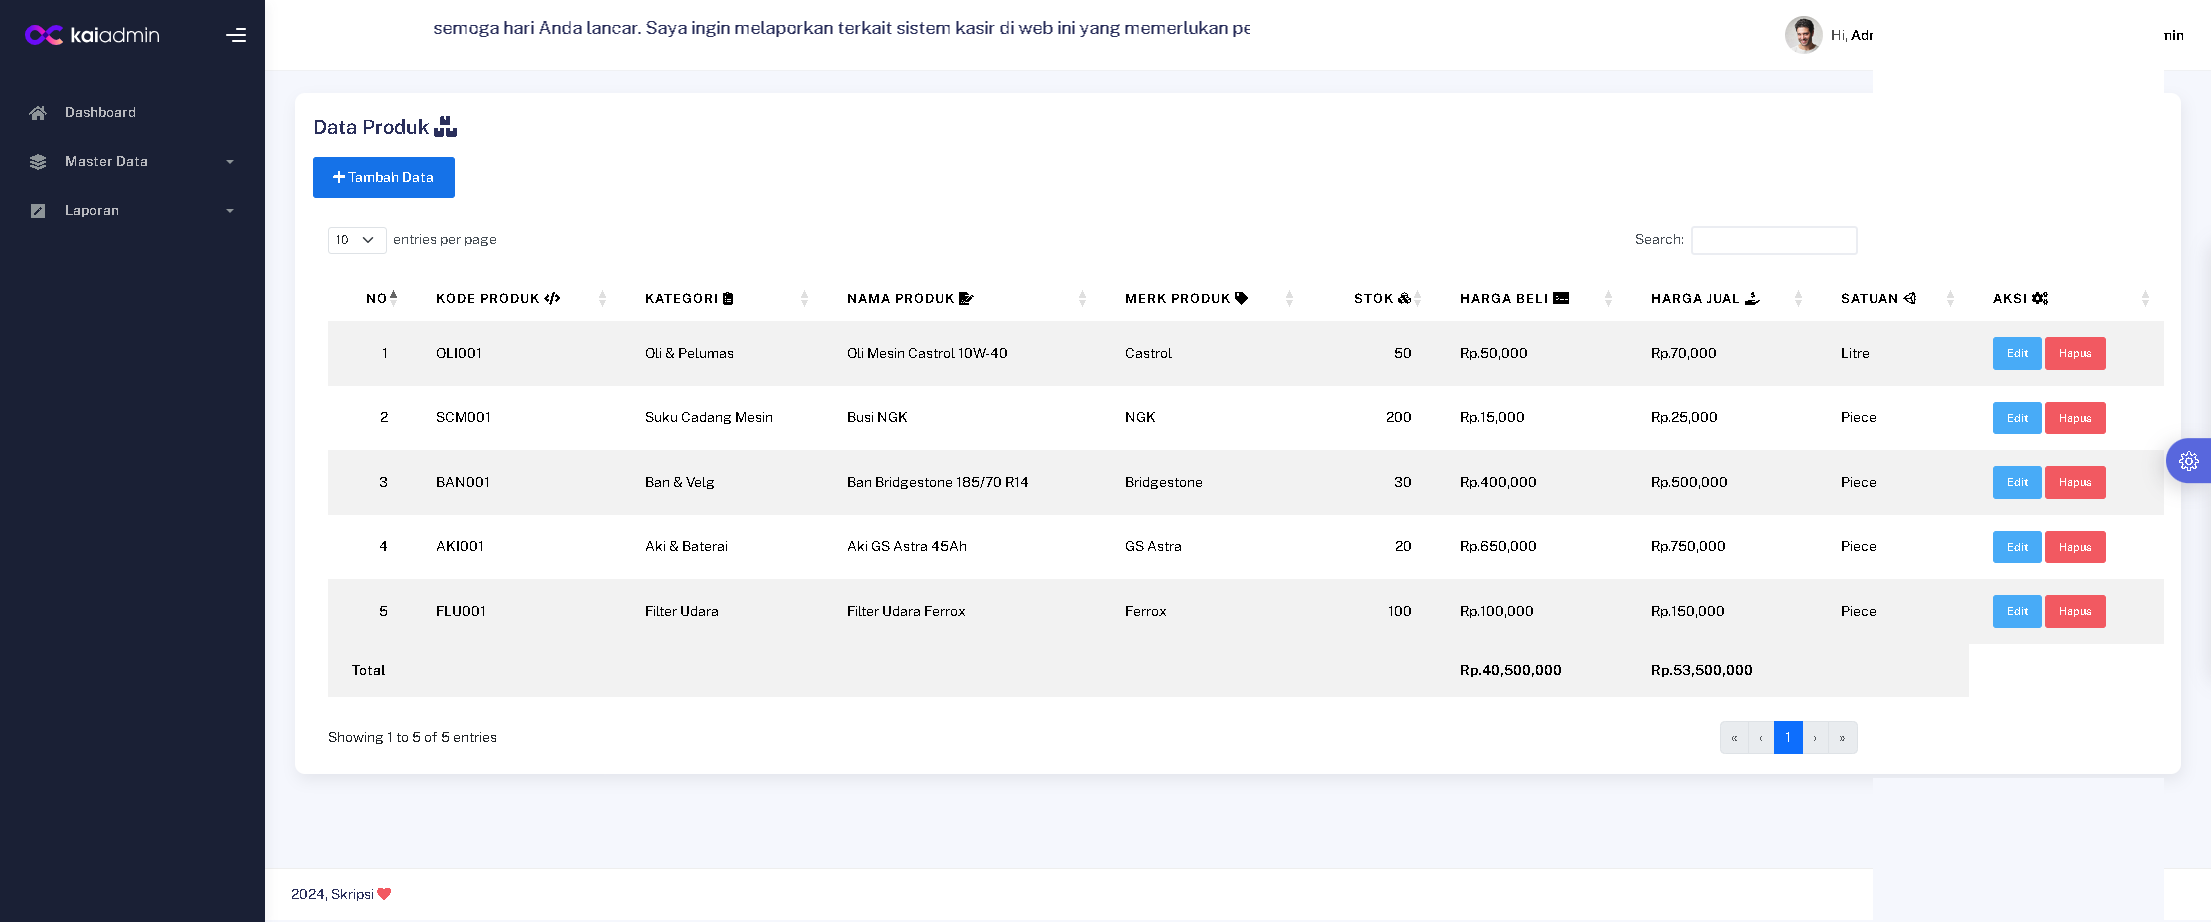 kaiadmin
semoga hari Anda lancar. Saya ingin melaporkan terkait sistem kasir di web ini yang memerlukan pe
Hi, Adr
min
Dashboard
Master Data
Laporan
Data Produk
Tambah Data
10 entries per page
Search:
NO KODE PRODUK KATEGORI NAMA PRODUK MERK PRODUK STOK HARGA BELI HARGA JUAL SATUAN AKSI
1 OLI001 Oli & Pelumas Oli Mesin Castrol 10W-40 Castrol 50 Rp.50,000 Rp.70,000 Litre Edit Hapus
2 SCM001 Suku Cadang Mesin Busi NGK NGK 200 Rp.15,000 Rp.25,000 Piece Edit Hapus
3 BAN001 Ban & Velg Ban Bridgestone 185/70 R14 Bridgestone 30 Rp.400,000 Rp.500,000 Piece Edit Hapus
4 AKI001 Aki & Baterai Aki GS Astra 45Ah GS Astra 20 Rp.650,000 Rp.750,000 Piece Edit Hapus
5 FLU001 Filter Udara Filter Udara Ferrox Ferrox 100 Rp.100,000 Rp.150,000 Piece Edit Hapus
Total Rp.40,500,000 Rp.53,500,000
Showing 1 to 5 of 5 entries
« ‹ 1 › »
2024, Skripsi